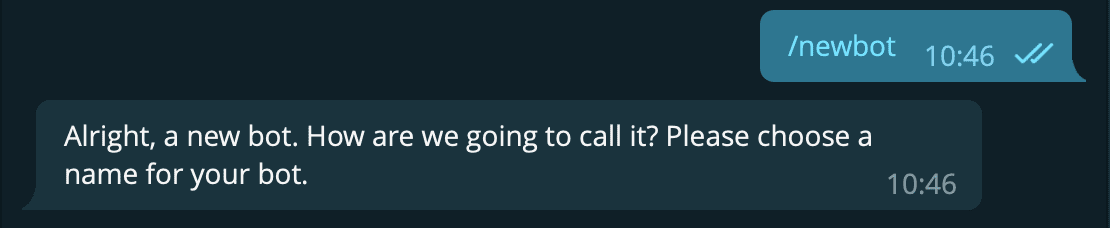 /newbot 10:46
Alright, a new bot. How are we going to call it? Please choose a
name for your bot.
10:46